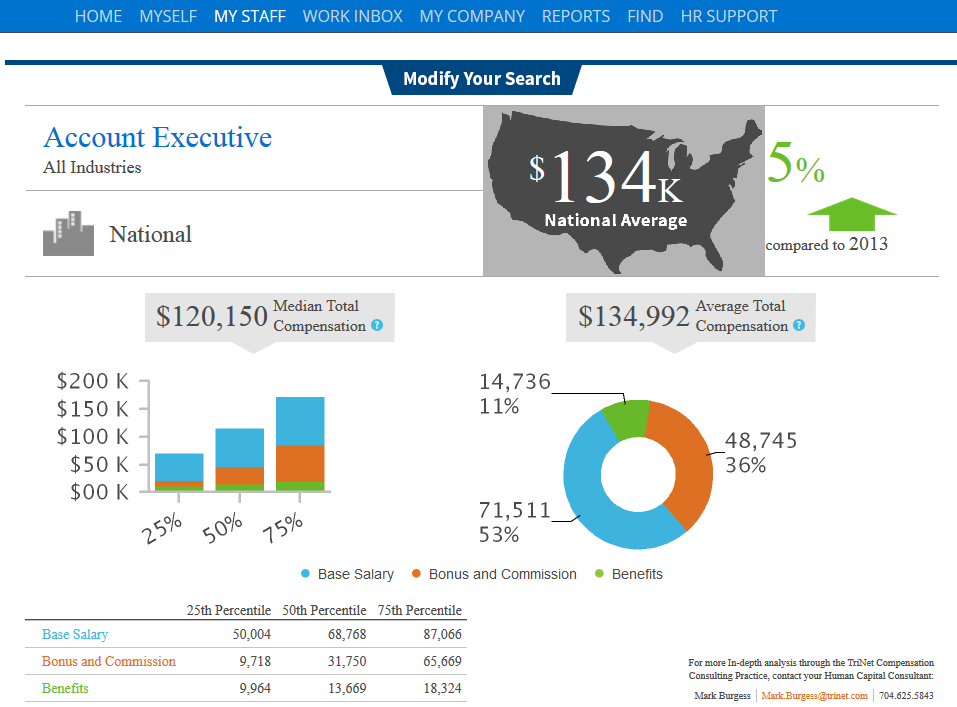 HOME MYSELF MY STAFF WORK INBOX MY COMPANY REPORTS FIND HR SUPPORT
Modify Your Search
Account Executive
All Industries
National
$134K
National Average
5%
compared to 2013
$120,150 Median Total
Compensation ?
$134,992 Average Total
Compensation ?
$200 K
$150 K
$100 K
$50 K
$00 K
25% 50% 75%
14,736
11%
48,745
36%
71,511
53%
Base Salary Bonus and Commission Benefits
25th Percentile 50th Percentile 75th Percentile
Base Salary 50,004 68,768 87,066
Bonus and Commission 9,718 31,750 65,669
Benefits 9,964 13,669 18,324
For more In-depth analysis through the TriNet Compensation
Consulting Practice, contact your Human Capital Consultant:
Mark Burgess | Mark.Burgess@trinet.com | 704.625.5843